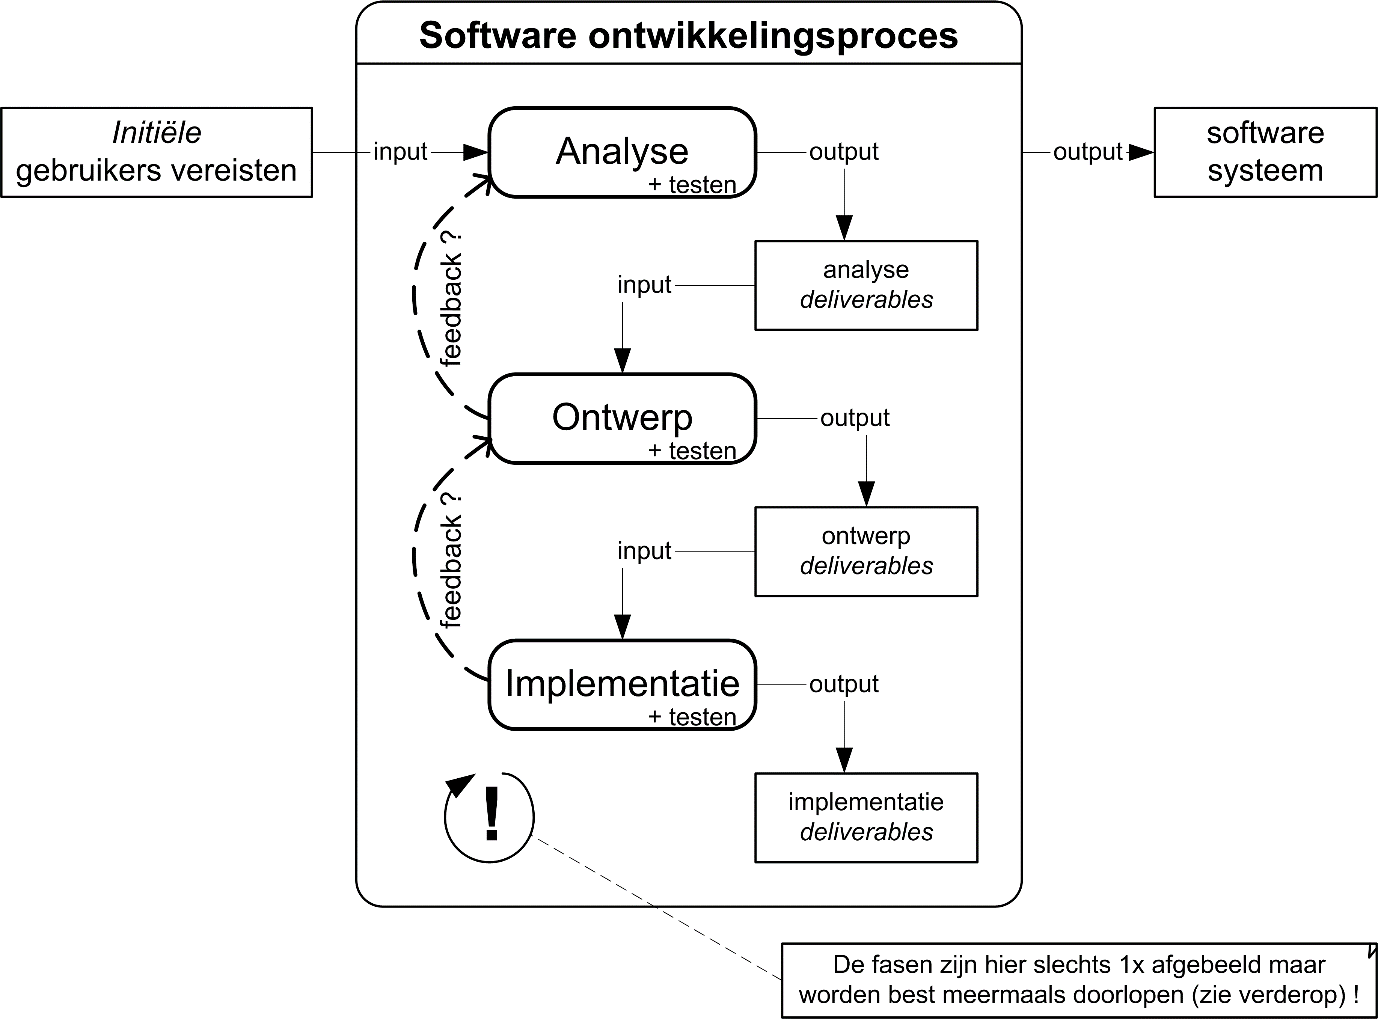 Software ontwikkelingsproces
Initiële
gebruikers vereisten
input
Analyse
+ testen
output
output
software
systeem
analyse
deliverables
input
feedback ?
Ontwerp
+ testen
output
ontwerp
deliverables
input
feedback ?
Implementatie
+ testen
output
implementatie
deliverables
!
De fasen zijn hier slechts 1x afgebeeld maar
worden best meermaals doorlopen (zie verderop) !